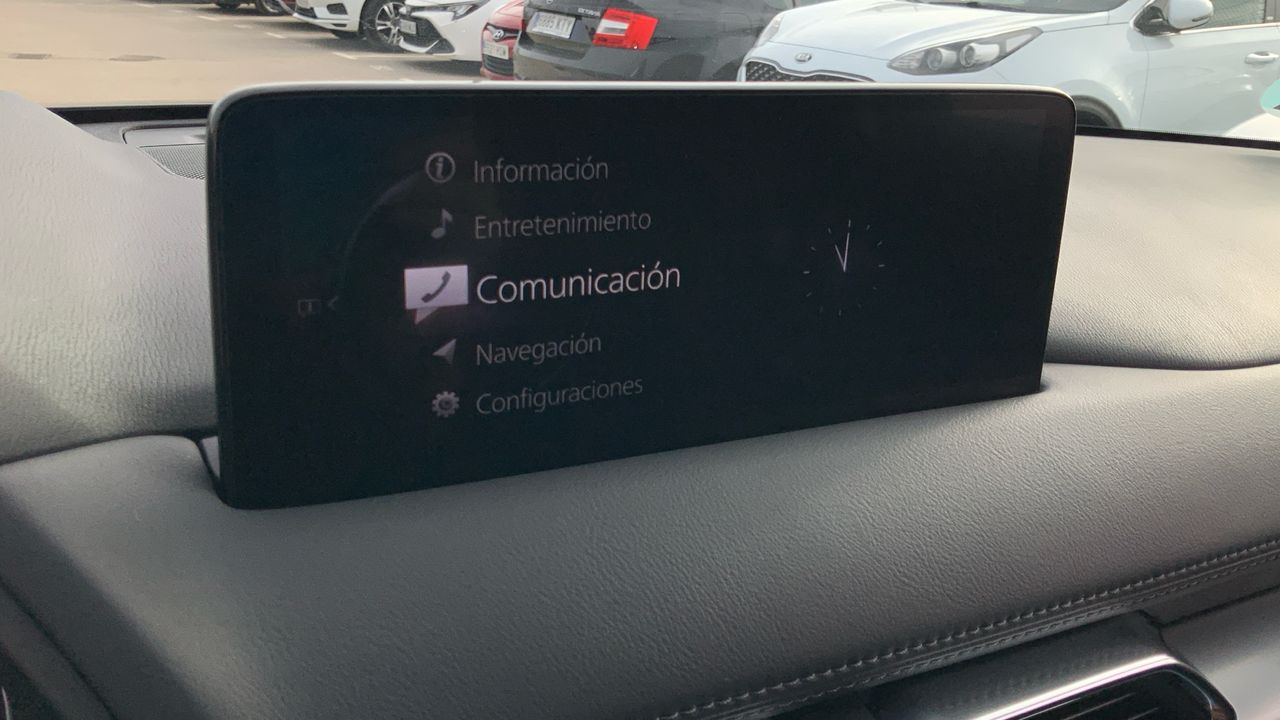 Información
Entretenimiento
Comunicación
Navegación
Configuraciones